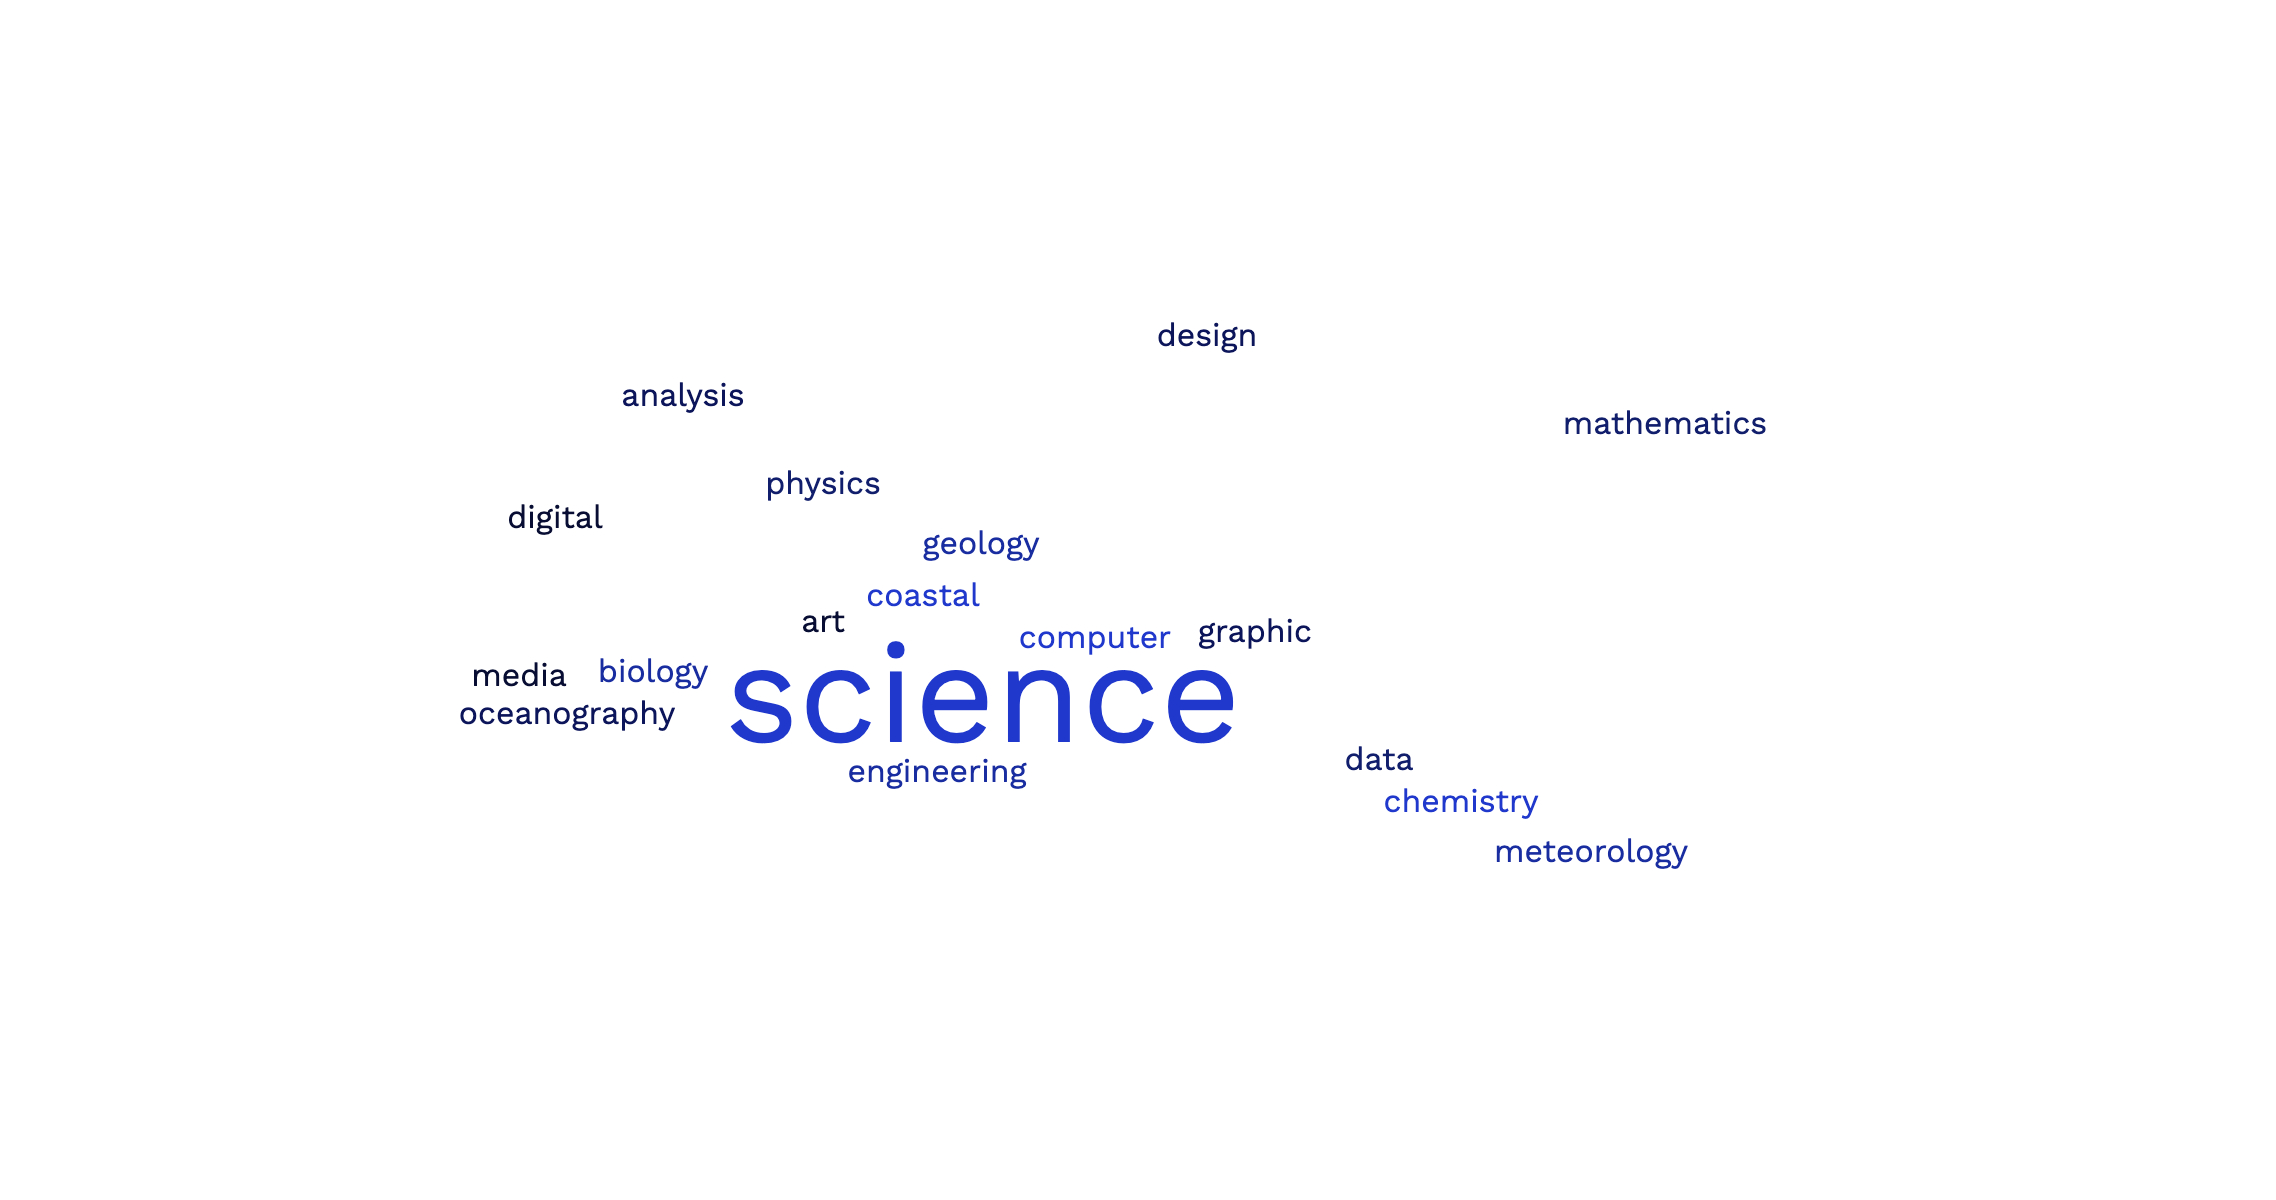 design
analysis
mathematics
physics
digital
geology
coastal
art
computer
graphic
media
biology
science
oceanography
engineering
data
chemistry
meteorology